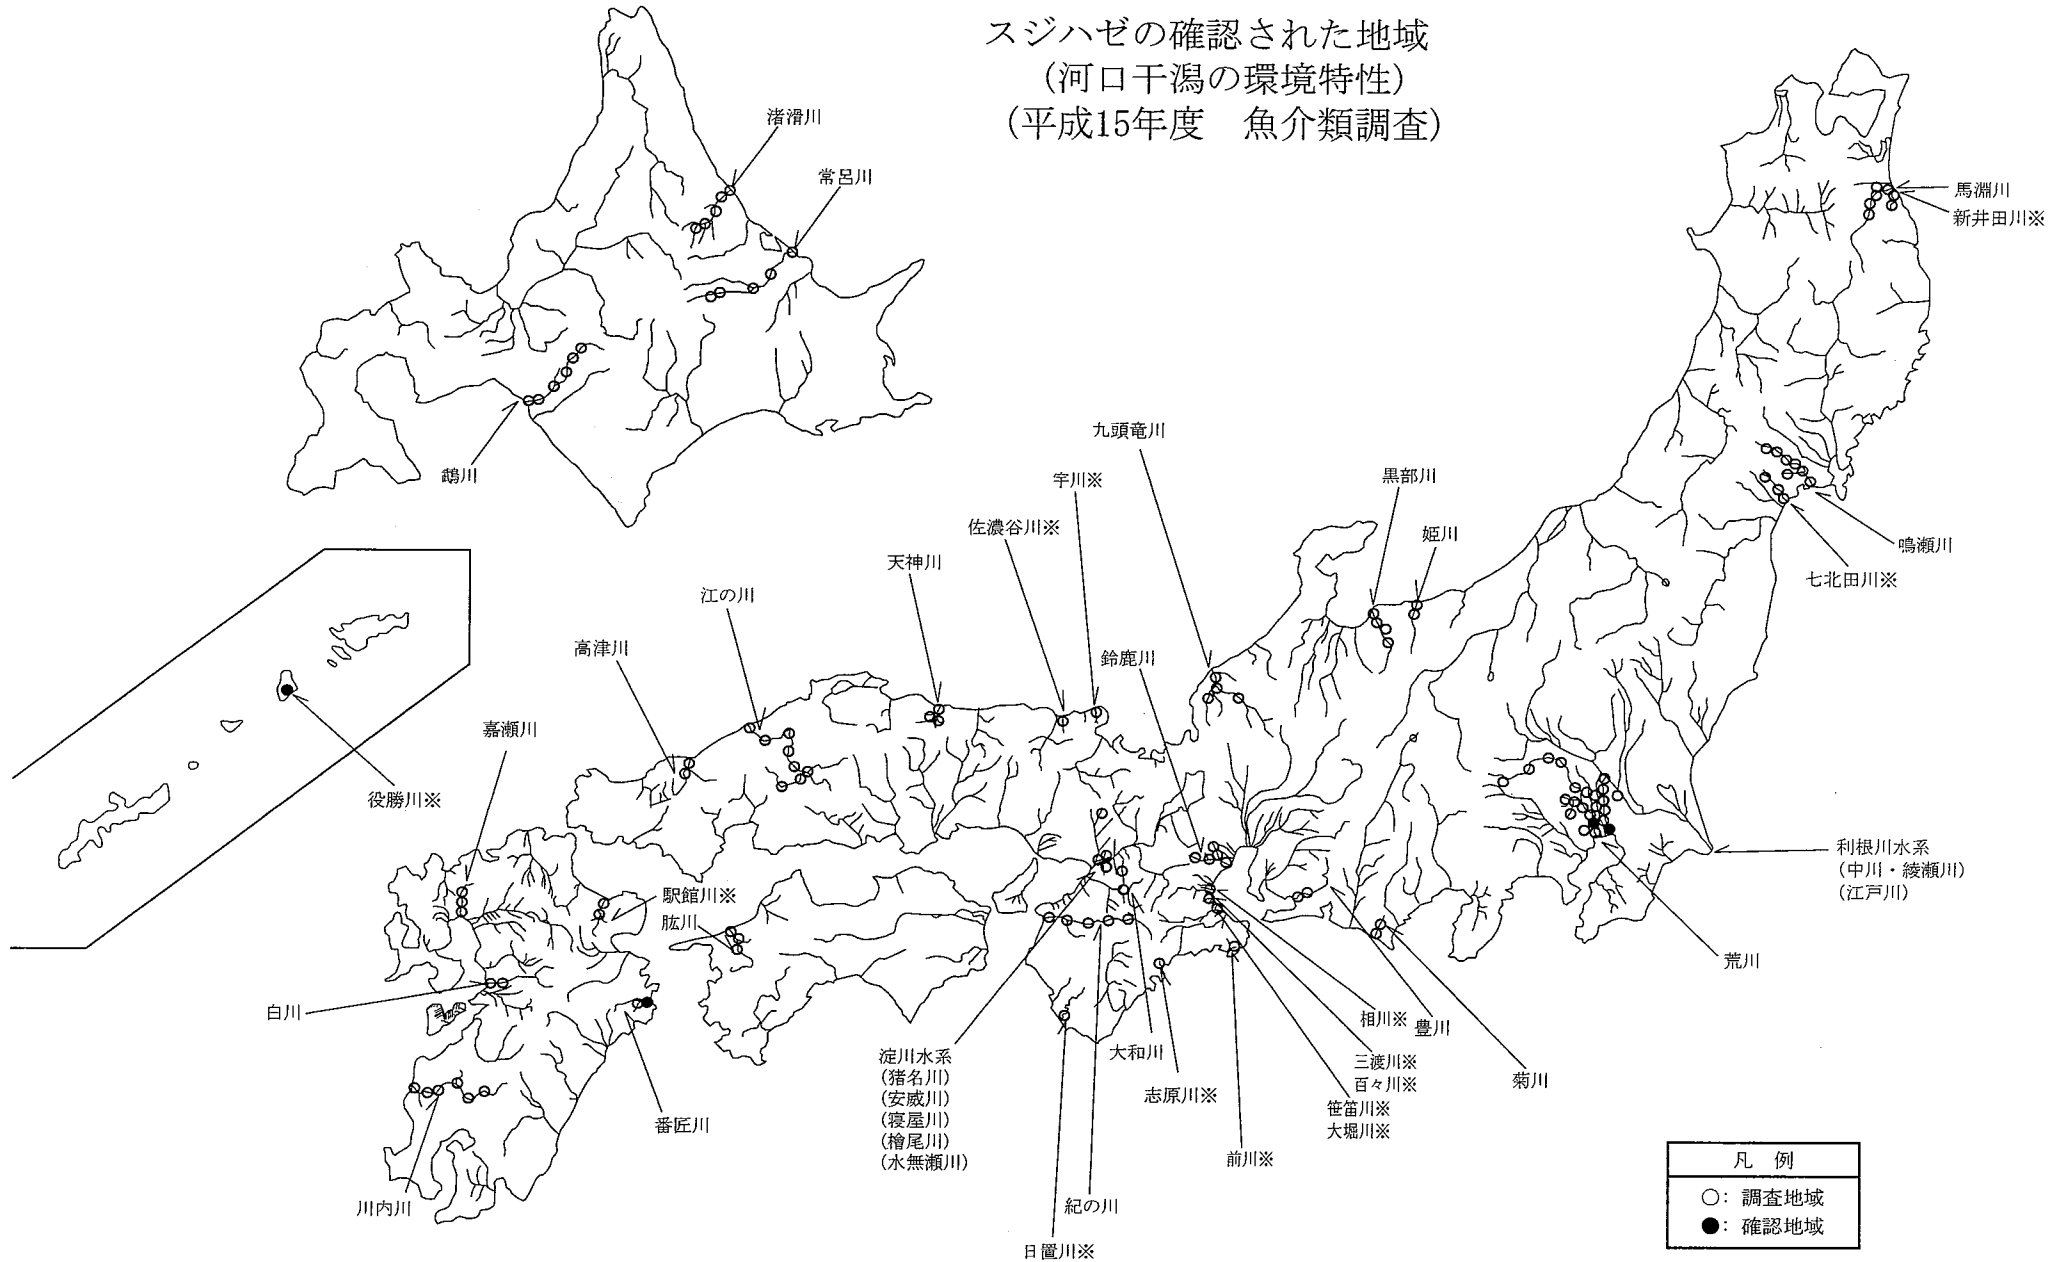 スジハゼの確認された地域
(河口干潟の環境特性)
(平成15年度　魚介類調査)
渚滑川
常呂川
鵡川
馬淵川
新井田川※
鳴瀬川
七北田川※
九頭竜川
宇川※
黒部川
佐濃谷川※
姫川
天神川
江の川
高津川
鈴鹿川
嘉瀬川
役勝川※
駅館川※
肱川
利根川水系
(中川・綾瀬川)
(江戸川)
荒川
白川
番匠川
川内川
淀川水系
(猪名川)
(安威川)
(寝屋川)
(檜尾川)
(水無瀬川)
大和川
志原川※
紀の川
日置川※
相川※
豊川
三渡川※
百々川※
笹笛川※
大堀川※
前川※
菊川
凡　例
○：調査地域
●：確認地域